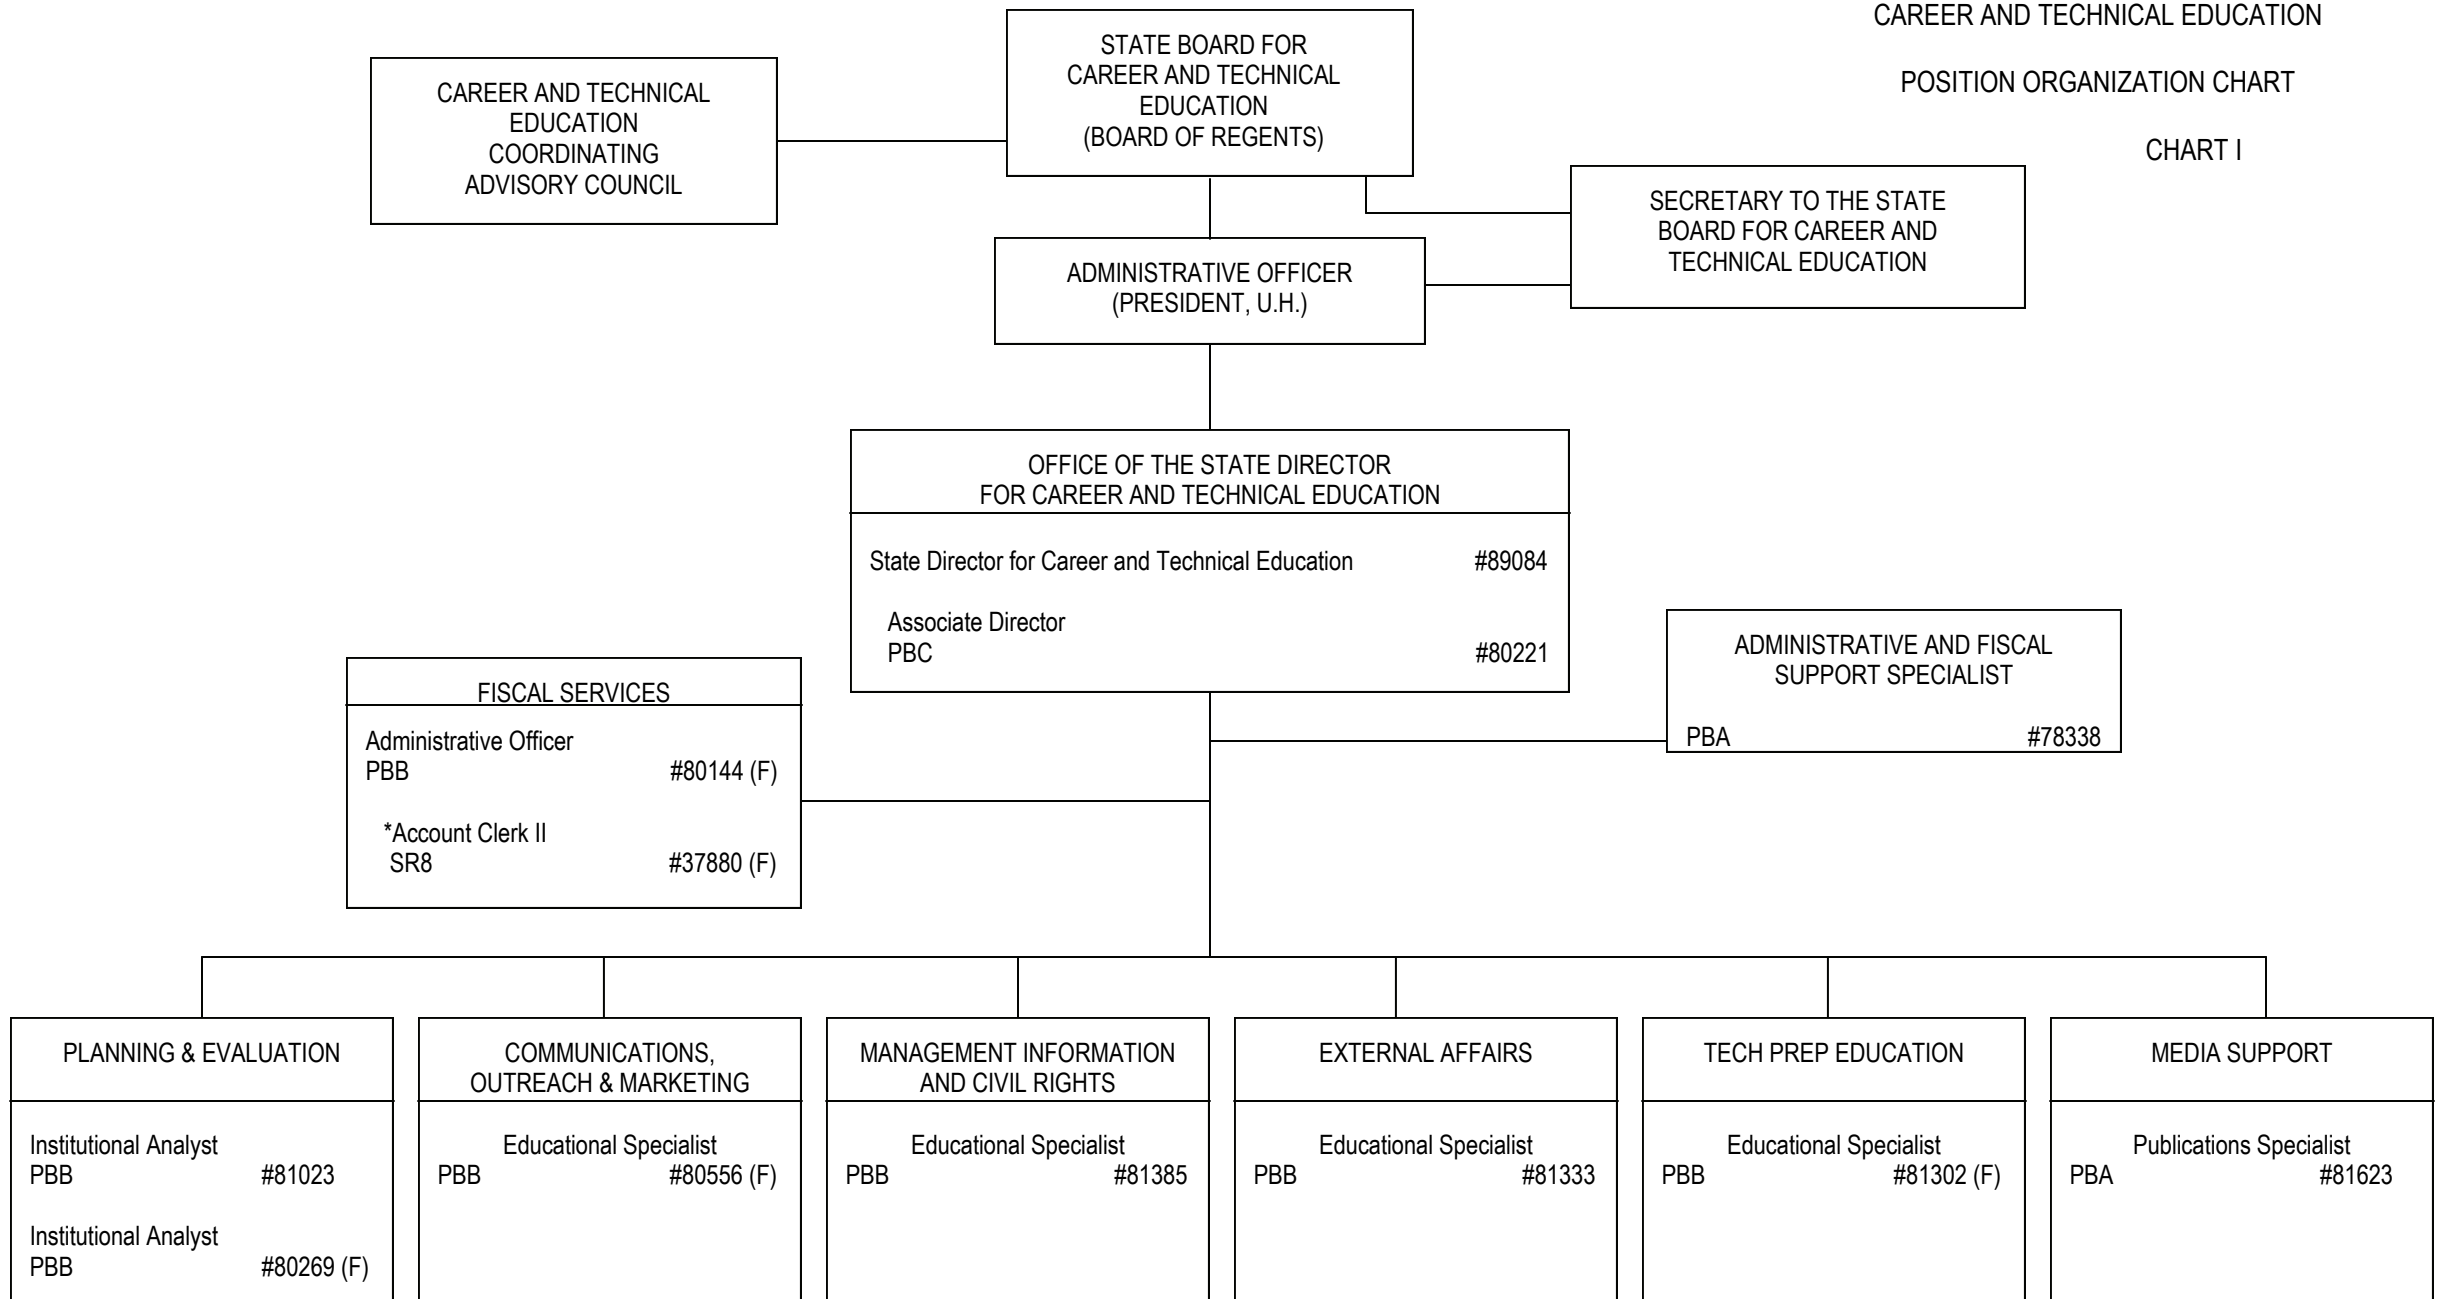 CAREER AND TECHNICAL EDUCATION
POSITION ORGANIZATION CHART
CHART I
STATE BOARD FOR
CAREER AND TECHNICAL
EDUCATION
(BOARD OF REGENTS)
CAREER AND TECHNICAL
EDUCATION
COORDINATING
ADVISORY COUNCIL
SECRETARY TO THE STATE
BOARD FOR CAREER AND
TECHNICAL EDUCATION
ADMINISTRATIVE OFFICER
(PRESIDENT, U.H.)
OFFICE OF THE STATE DIRECTOR
FOR CAREER AND TECHNICAL EDUCATION
State Director for Career and Technical Education #89084
Associate Director
PBC #80221
ADMINISTRATIVE AND FISCAL
SUPPORT SPECIALIST
PBA #78338
FISCAL SERVICES
Administrative Officer
PBB #80144 (F)
*Account Clerk II
SR8 #37880 (F)
PLANNING & EVALUATION
Institutional Analyst
PBB #81023
Institutional Analyst
PBB #80269 (F)
COMMUNICATIONS,
OUTREACH & MARKETING
Educational Specialist
PBB #80556 (F)
MANAGEMENT INFORMATION
AND CIVIL RIGHTS
Educational Specialist
PBB #81385
EXTERNAL AFFAIRS
Educational Specialist
PBB #81333
TECH PREP EDUCATION
Educational Specialist
PBB #81302 (F)
MEDIA SUPPORT
Publications Specialist
PBA #81623